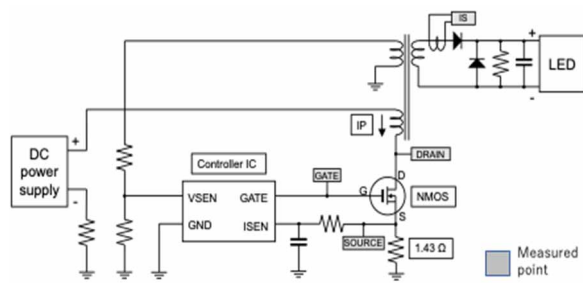 IS
+
LED
-
IP
DC
power
supply
+
-
Controller IC
DRAIN
GATE
D
G
NMOS
S
VSEN
GATE
GND
ISEN
SOURCE
1.43 Ω
Measured
point